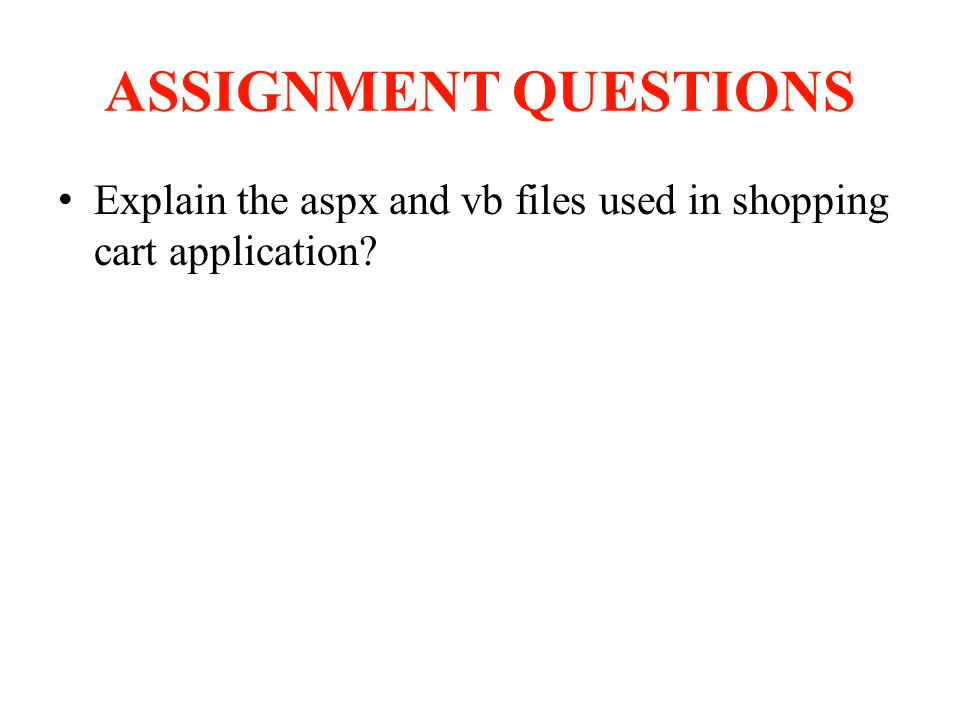 ASSIGNMENT QUESTIONS
• Explain the aspx and vb files used in shopping
cart application?